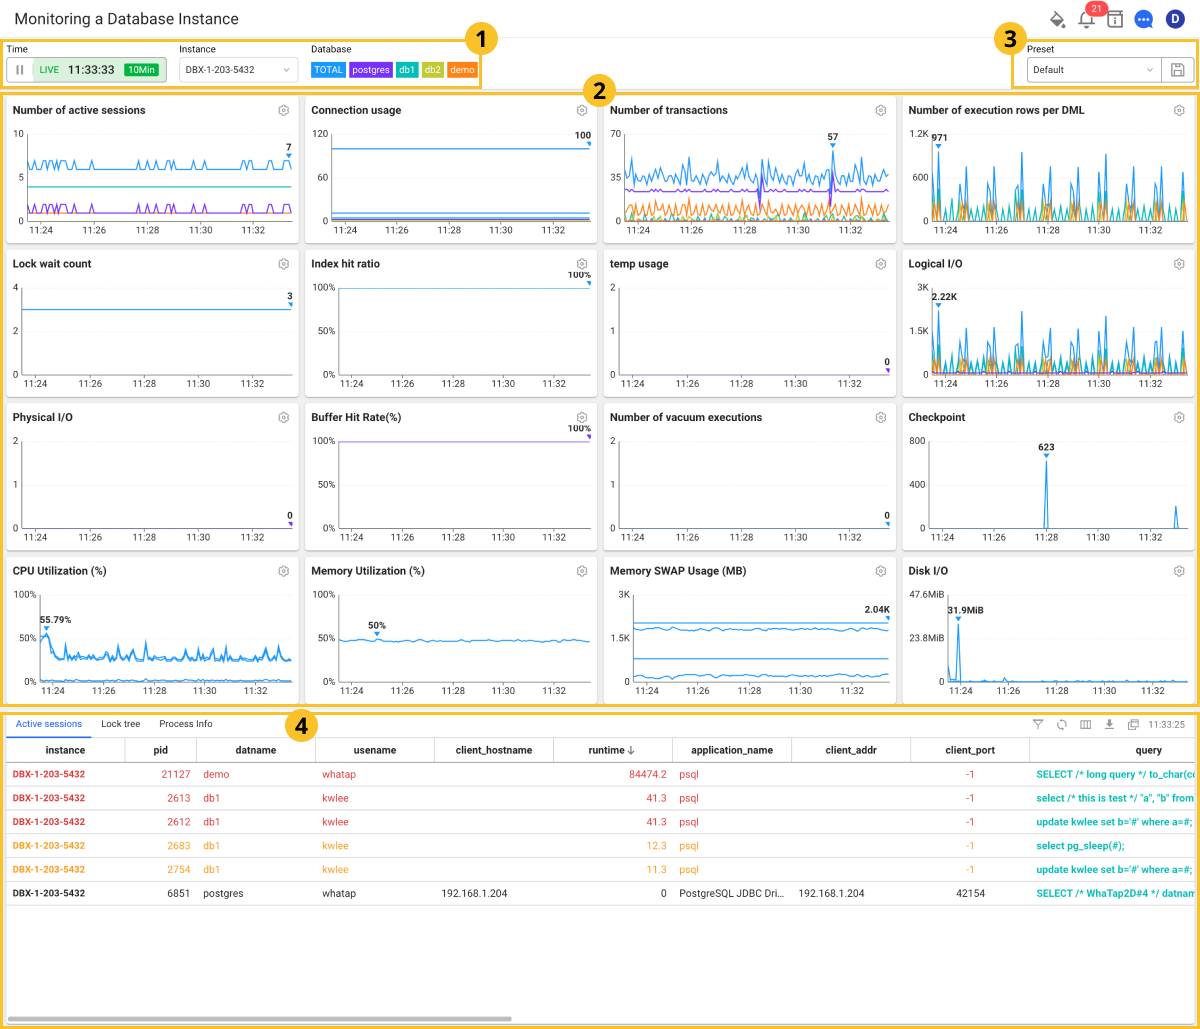 Monitoring a Database Instance
21
D
1
3
Time
Instance
Database
Preset
LIVE 11:33:33 10Min
DBX-1-203-5432
TOTAL postgres db1 db2 demo
Default
2
Number of active sessions
10
5
0
7
11:24 11:26 11:28 11:30 11:32
Connection usage
120
60
0
100
11:24 11:26 11:28 11:30 11:32
Number of transactions
70
35
0
57
11:24 11:26 11:28 11:30 11:32
Number of execution rows per DML
1.2K
600
0
971
11:24 11:26 11:28 11:30 11:32
Lock wait count
4
2
0
3
11:24 11:26 11:28 11:30 11:32
Index hit ratio
100%
50%
0%
100%
11:24 11:26 11:28 11:30 11:32
temp usage
2
1
0
0
11:24 11:26 11:28 11:30 11:32
Logical I/O
3K
1.5K
0
2.22K
11:24 11:26 11:28 11:30 11:32
Physical I/O
2
1
0
0
11:24 11:26 11:28 11:30 11:32
Buffer Hit Rate(%)
100%
50%
0%
100%
11:24 11:26 11:28 11:30 11:32
Number of vacuum executions
2
1
0
0
11:24 11:26 11:28 11:30 11:32
Checkpoint
800
400
0
623
11:24 11:26 11:28 11:30 11:32
CPU Utilization (%)
100%
50%
0%
55.79%
11:24 11:26 11:28 11:30 11:32
Memory Utilization (%)
100%
50%
0%
50%
11:24 11:26 11:28 11:30 11:32
Memory SWAP Usage (MB)
3K
1.5K
0
2.04K
11:24 11:26 11:28 11:30 11:32
Disk I/O
47.6MiB
23.8MiB
0
31.9MiB
11:24 11:26 11:28 11:30 11:32
Active sessions Lock tree Process Info
4
11:33:25
instance pid datname usename client_hostname runtime↓ application_name client_addr client_port query
DBX-1-203-5432 21127 demo whatap 84474.2 psql -1 SELECT /* long query */ to_char(cc
DBX-1-203-5432 2613 db1 kwlee 41.3 psql -1 select /* this is test */ "a", "b" from
DBX-1-203-5432 2612 db1 kwlee 41.3 psql -1 update kwlee set b='#' where a=#;
DBX-1-203-5432 2683 db1 kwlee 12.3 psql -1 select pg_sleep(#);
DBX-1-203-5432 2754 db1 kwlee 11.3 psql -1 update kwlee set b='#' where a=#;
DBX-1-203-5432 6851 postgres whatap 192.168.1.204 0 PostgreSQL JDBC Dri... 192.168.1.204 42154 SELECT /* WhaTap2D#4 */ datnam